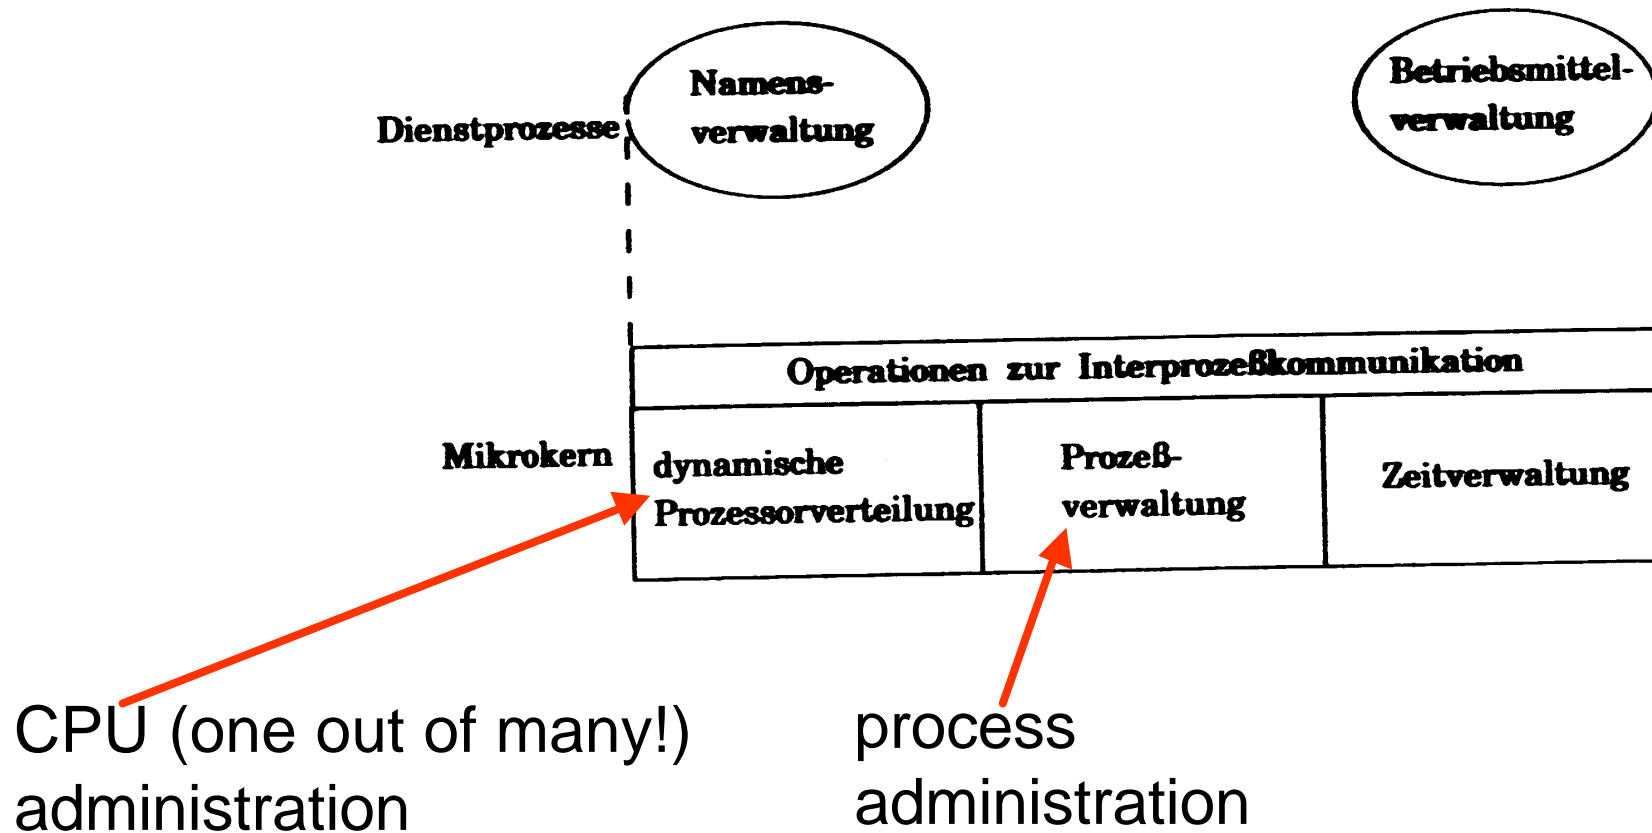 Namens-
verwaltung
Betriebsmittel-
verwaltung
Dienstprozesse
Operationen zur Interprozeßkommunikation
Mikrokern
dynamische
Prozessorverteilung
Prozeß-
verwaltung
Zeitverwaltung
CPU (one out of many!)
administration
process
administration